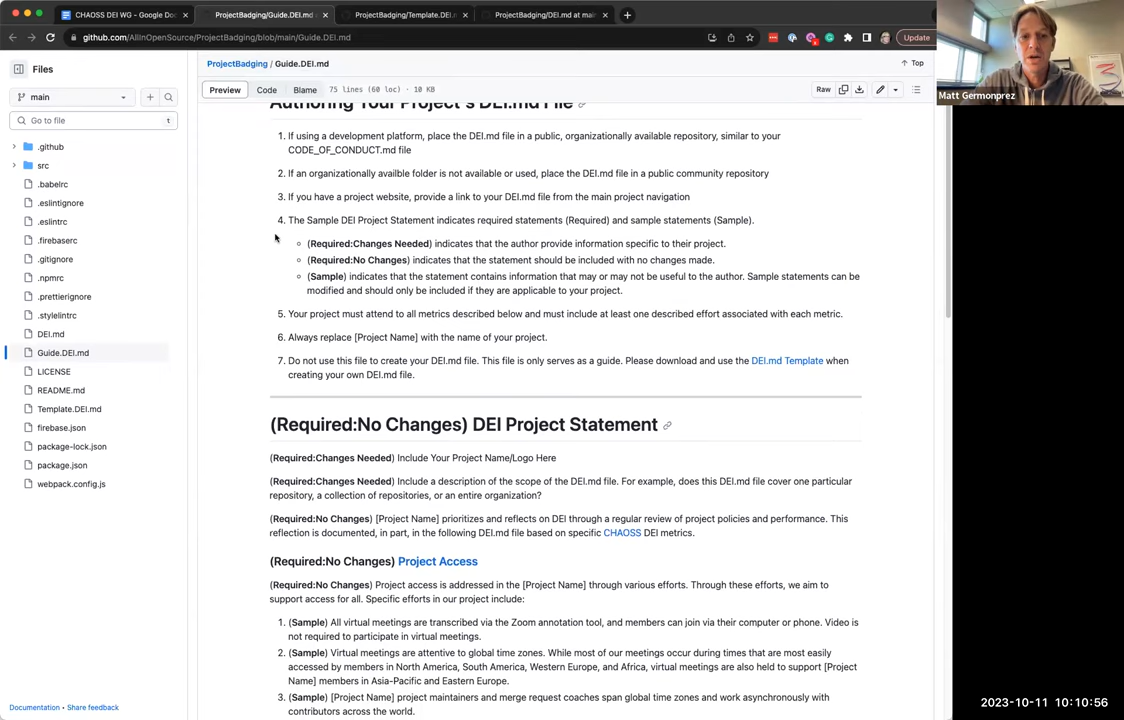 CHAOSS DEI WG - Google Doc
ProjectBadging/Guide.DEI.md
ProjectBadging/Template.DEI.m
ProjectBadging/DEI.md at mai
github.com/AllInOpenSource/ProjectBadging/blob/main/Guide.DEI.md
Update
Matt Germonprez
Files
main
Go to file
t
.github
src
.babelrc
.eslintignore
.eslintrc
.firebaserc
.gitignore
.npmrc
.prettierignore
.stylelintrc
DEI.md
Guide.DEI.md
LICENSE
README.md
Template.DEI.md
firebase.json
package-lock.json
package.json
webpack.config.js
Documentation • Share feedback
ProjectBadging / Guide.DEI.md
Top
Preview Code Blame 75 lines (60 loc) · 10 KB
Raw
Authoring Your Project's DEI.md File
1. If using a development platform, place the DEI.md file in a public, organizationally available repository, similar to your
CODE_OF_CONDUCT.md file
2. If an organizationally availble folder is not available or used, place the DEI.md file in a public community repository
3. If you have a project website, provide a link to your DEI.md file from the main project navigation
4. The Sample DEI Project Statement indicates required statements (Required) and sample statements (Sample).
(Required:Changes Needed) indicates that the author provide information specific to their project.
(Required:No Changes) indicates that the statement should be included with no changes made.
(Sample) indicates that the statement contains information that may or may not be useful to the author. Sample statements can be
modified and should only be included if they are applicable to your project.
5. Your project must attend to all metrics described below and must include at least one described effort associated with each metric.
6. Always replace [Project Name] with the name of your project.
7. Do not use this file to create your DEI.md file. This file is only serves as a guide. Please download and use the DEI.md Template when
creating your own DEI.md file.
(Required:No Changes) DEI Project Statement
(Required:Changes Needed) Include Your Project Name/Logo Here
(Required:Changes Needed) Include a description of the scope of the DEI.md file. For example, does this DEI.md file cover one particular
repository, a collection of repositories, or an entire organization?
(Required:No Changes) [Project Name] prioritizes and reflects on DEI through a regular review of project policies and performance. This
reflection is documented, in part, in the following DEI.md file based on specific CHAOSS DEI metrics.
(Required:No Changes) Project Access
(Required:No Changes) Project access is addressed in the [Project Name] through various efforts. Through these efforts, we aim to
support access for all. Specific efforts in our project include:
1. (Sample) All virtual meetings are transcribed via the Zoom annotation tool, and members can join via their computer or phone. Video is
not required to participate in virtual meetings.
2. (Sample) Virtual meetings are attentive to global time zones. While most of our meetings occur during times that are most easily
accessed by members in North America, South America, Western Europe, and Africa, virtual meetings are also held to support [Project
Name] members in Asia-Pacific and Eastern Europe.
3. (Sample) [Project Name] project maintainers and merge request coaches span global time zones and work asynchronously with
contributors across the world.
2023-10-11 10:10:56